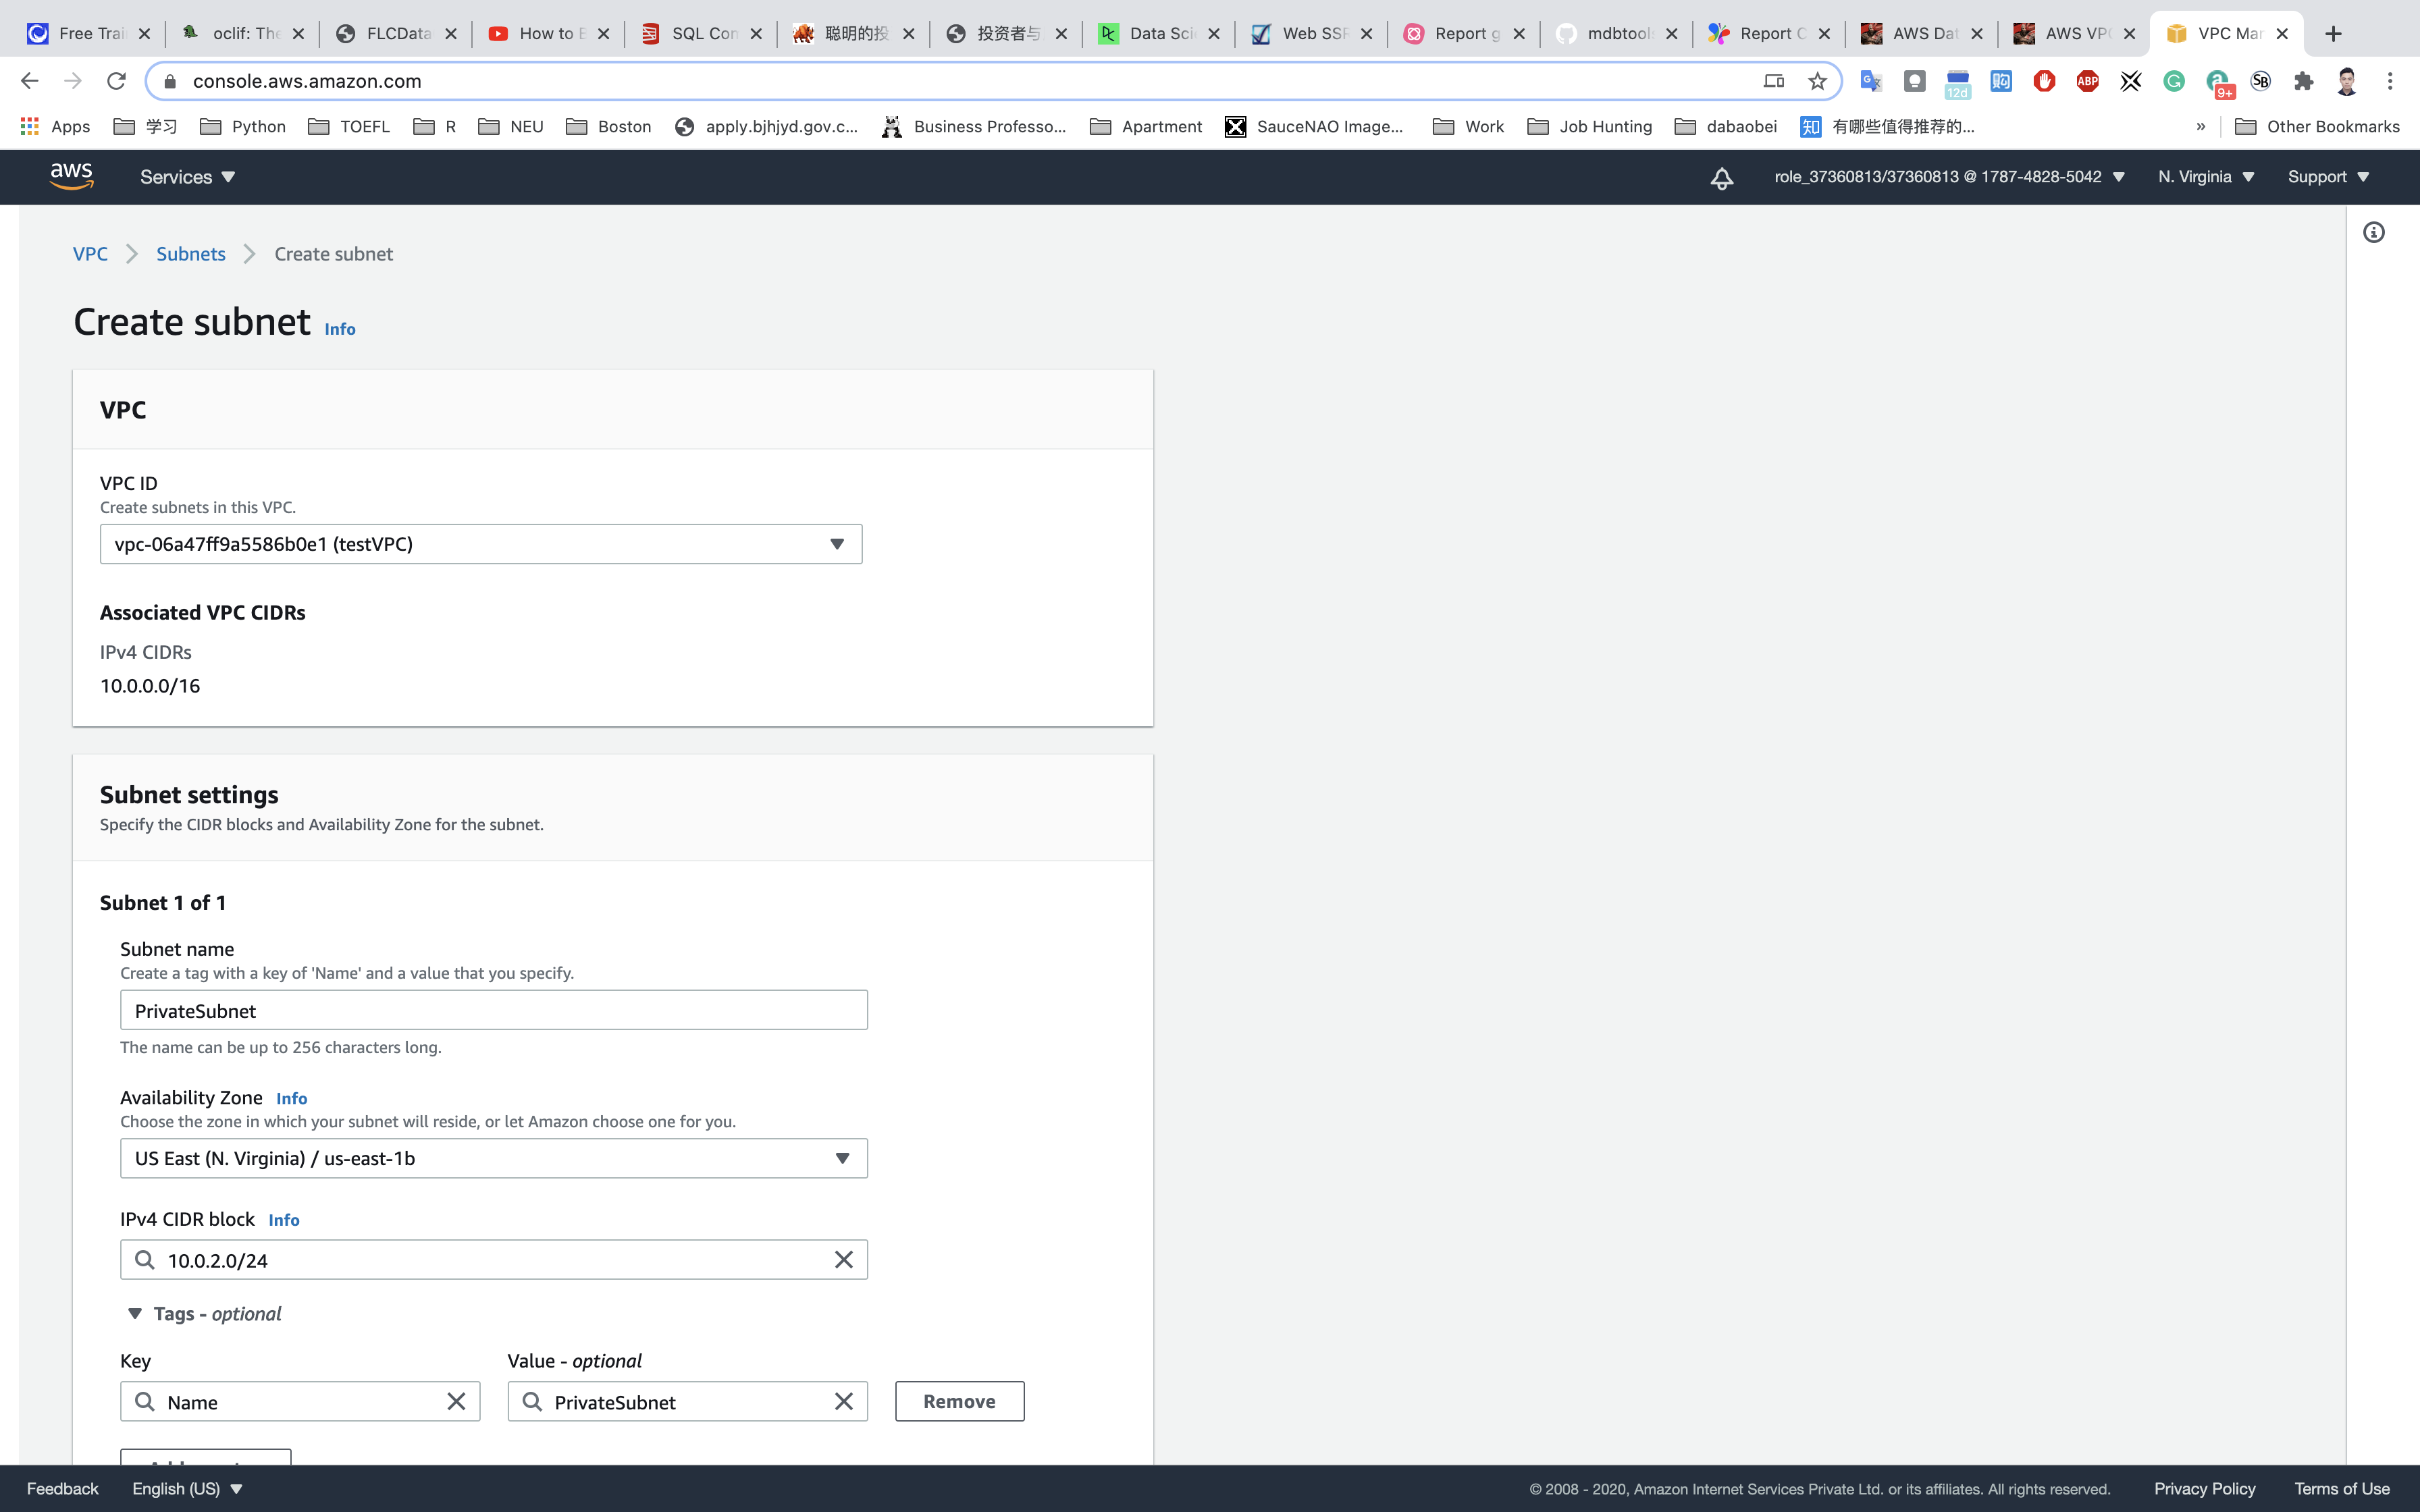 Free Trai
oclif: The
FLCData
How to E
SQL Con
聪明的投
投资者与
Data Sci
Web SSF
Report g
mdbtools
Report C
AWS Dat
AWS VPC
VPC Mar
console.aws.amazon.com
12d
ABP
9+
SB
Apps
学习
Python
TOEFL
R
NEU
Boston
apply.bjhjyd.gov.c...
Business Professo...
Apartment
SauceNAO Image...
Work
Job Hunting
dabaobei
知 有哪些值得推荐的...
»
Other Bookmarks
aws
Services
role_37360813/37360813 @ 1787-4828-5042
N. Virginia
Support
VPC
Subnets
Create subnet
Create subnet Info
VPC
VPC ID
Create subnets in this VPC.
vpc-06a47ff9a5586b0e1 (testVPC)
Associated VPC CIDRs
IPv4 CIDRs
10.0.0.0/16
Subnet settings
Specify the CIDR blocks and Availability Zone for the subnet.
Subnet 1 of 1
Subnet name
Create a tag with a key of 'Name' and a value that you specify.
PrivateSubnet
The name can be up to 256 characters long.
Availability Zone Info
Choose the zone in which your subnet will reside, or let Amazon choose one for you.
US East (N. Virginia) / us-east-1b
IPv4 CIDR block Info
10.0.2.0/24
Tags - optional
Key
Value - optional
Name
PrivateSubnet
Remove
Feedback
English (US)
© 2008 - 2020, Amazon Internet Services Private Ltd. or its affiliates. All rights reserved.
Privacy Policy
Terms of Use